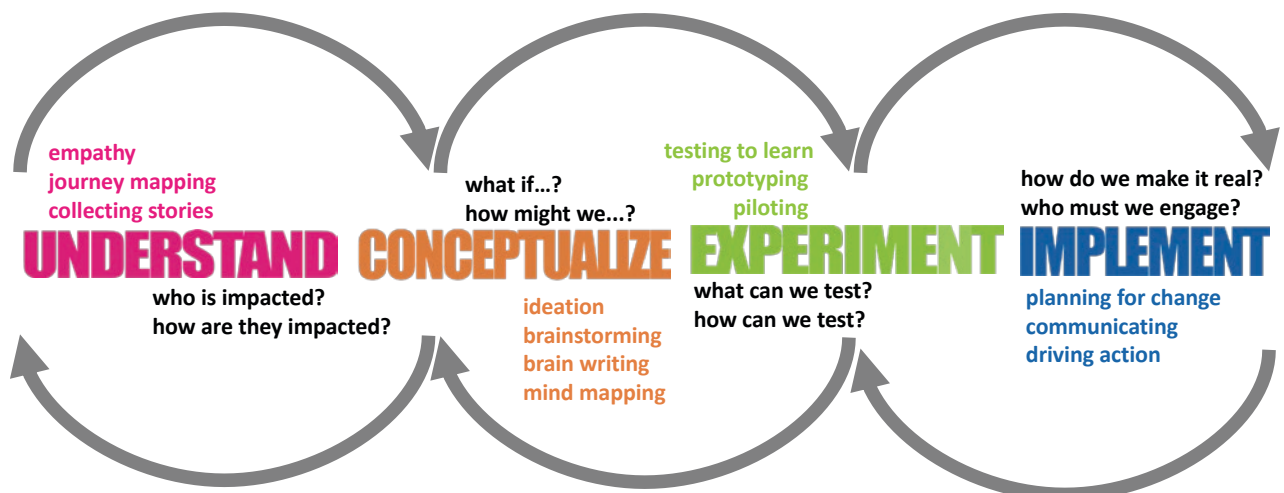 empathy
journey mapping
collecting stories
UNDERSTAND
who is impacted?
how are they impacted?
what if...?
how might we...?
CONCEPTUALIZE
ideation
brainstorming
brain writing
mind mapping
testing to learn
prototyping
piloting
EXPERIMENT
what can we test?
how can we test?
how do we make it real?
who must we engage?
IMPLEMENT
planning for change
communicating
driving action